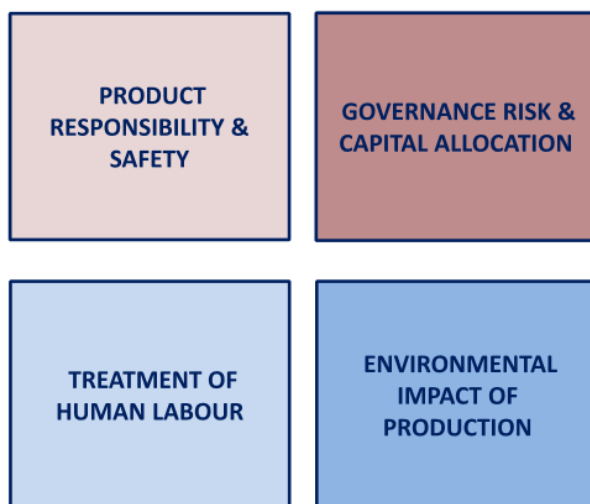 PRODUCT
RESPONSIBILITY &
SAFETY
GOVERNANCE RISK &
CAPITAL ALLOCATION
TREATMENT OF
HUMAN LABOUR
ENVIRONMENTAL
IMPACT OF
PRODUCTION